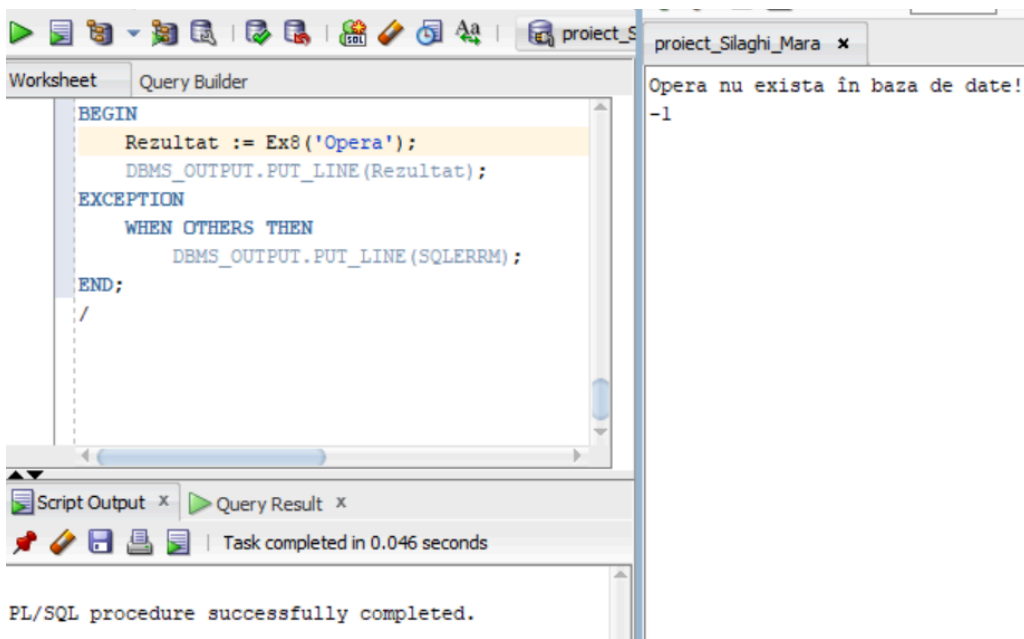 proiect_S
Worksheet Query Builder
BEGIN
Rezultat := Ex8('Opera');
DBMS_OUTPUT.PUT_LINE(Rezultat);
EXCEPTION
WHEN OTHERS THEN
DBMS_OUTPUT.PUT_LINE(SQLERRM);
END;
/
Script Output x Query Result x
Task completed in 0.046 seconds
PL/SQL procedure successfully completed.
proiect_Silaghi_Mara x
Opera nu exista în baza de date!
-1